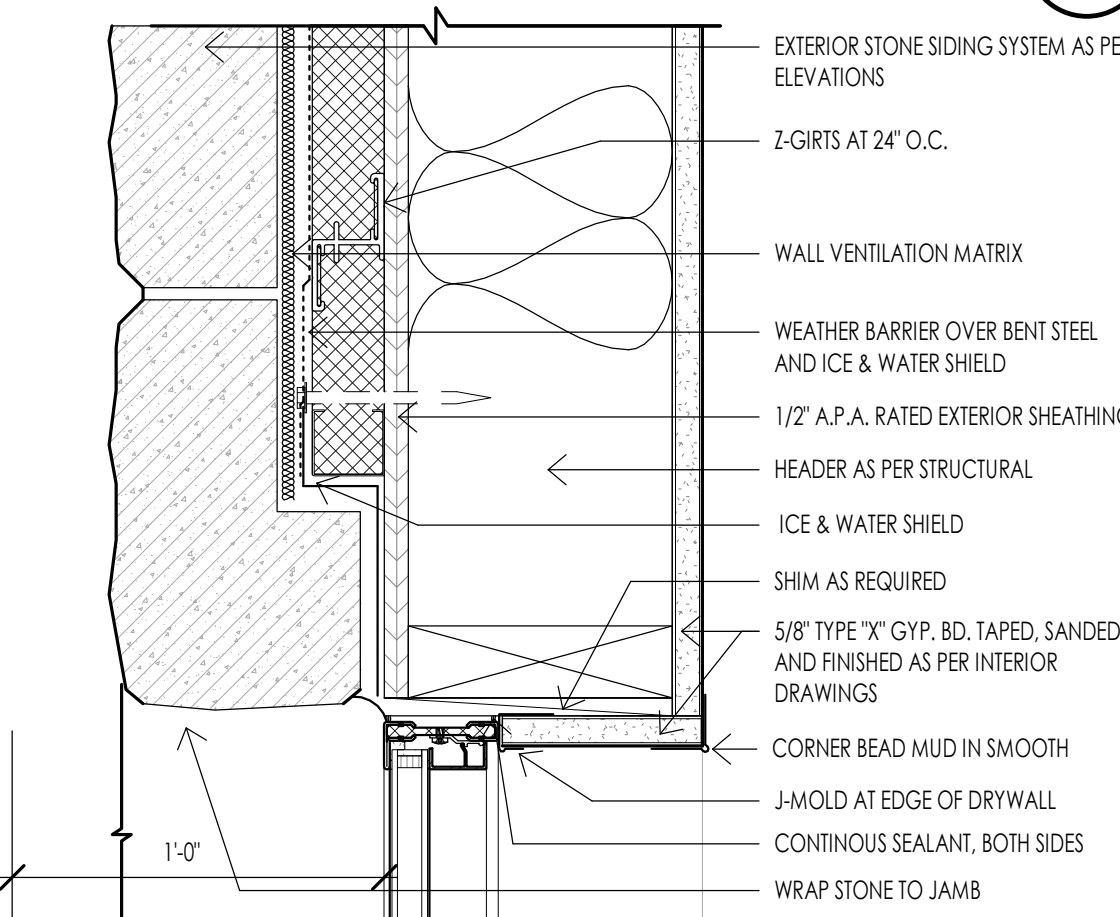 EXTERIOR STONE SIDING SYSTEM AS PE
ELEVATIONS
Z-GIRTS AT 24" O.C.
WALL VENTILATION MATRIX
WEATHER BARRIER OVER BENT STEEL
AND ICE & WATER SHIELD
1/2" A.P.A. RATED EXTERIOR SHEATHING
HEADER AS PER STRUCTURAL
ICE & WATER SHIELD
SHIM AS REQUIRED
5/8" TYPE "X" GYP. BD. TAPED, SANDED
AND FINISHED AS PER INTERIOR
DRAWINGS
CORNER BEAD MUD IN SMOOTH
J-MOLD AT EDGE OF DRYWALL
CONTINOUS SEALANT, BOTH SIDES
WRAP STONE TO JAMB
1'-0"